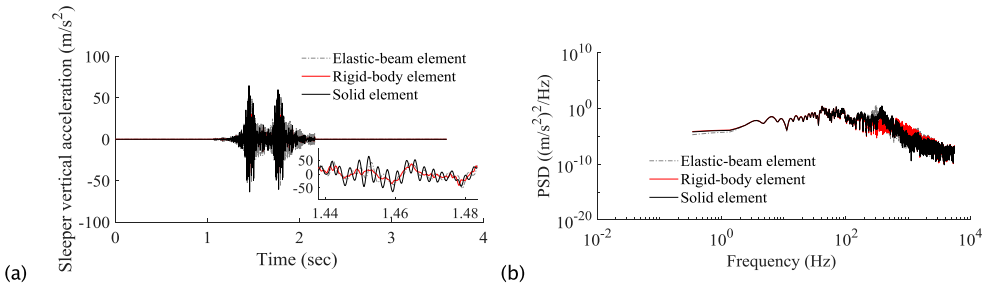 Sleeper vertical acceleration (m/s²)
100
50
0
-50
-100
Elastic-beam element
Rigid-body element
Solid element
50
0
-50
1.44
1.46
1.48
0
1
2
3
4
Time (sec)
(a)
PSD ((m/s²)²/Hz)
10¹⁰
10⁰
10⁻¹⁰
10⁻²⁰
Elastic-beam element
Rigid-body element
Solid element
10⁻²
10⁰
10²
10⁴
Frequency (Hz)
(b)